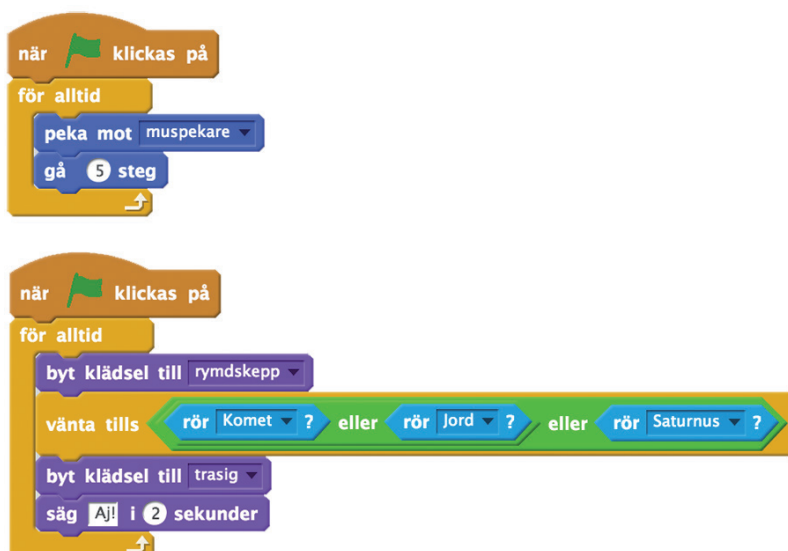 när klickas på
för alltid
peka mot muspekare
gå 5 steg
när klickas på
för alltid
byt klädsel till rymdskepp
vänta tills rör Komet ? eller rör Jord ? eller rör Saturnus ?
byt klädsel till trasig
säg Aj! i 2 sekunder